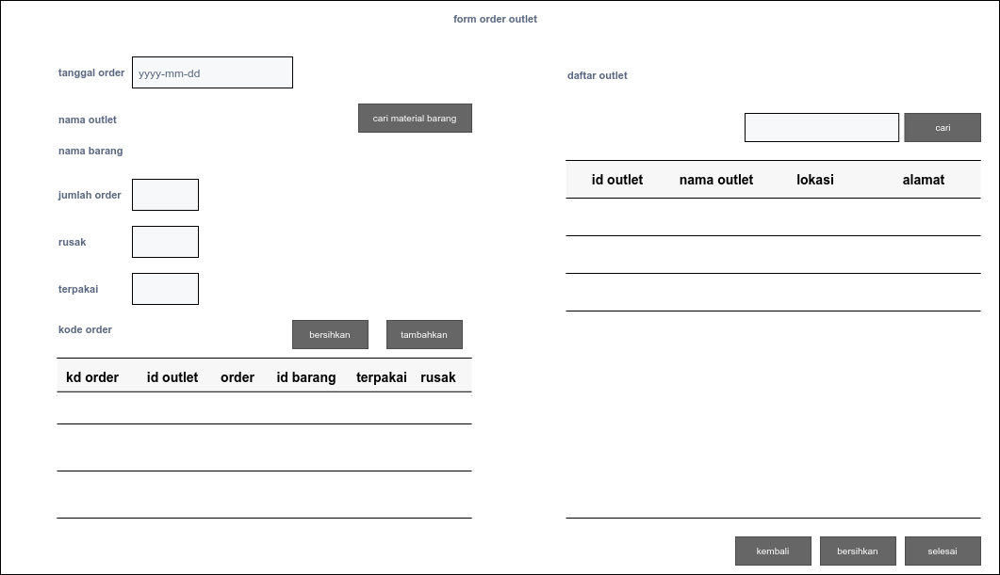 form order outlet
tanggal order
yyyy-mm-dd
nama outlet
cari material barang
nama barang
jumlah order
rusak
terpakai
kode order
bersihkan
tambahkan
kd order id outlet order id barang terpakai rusak
daftar outlet
cari
id outlet nama outlet lokasi alamat
kembali
bersihkan
selesai